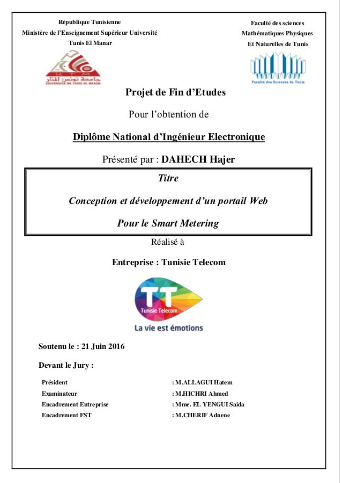 République Tunisienne
Ministère de l'Enseignement Supérieur Université
Tunis El Manar
Faculté des sciences
Mathématiques Physiques
Et Naturelles de Tunis
Faculté des Sciences de Tunis
Projet de Fin d'Etudes
Pour l'obtention de
Diplôme National d'Ingénieur Electronique
Présenté par : DAHECH Hajer
Titre
Conception et développement d'un portail Web
Pour le Smart Metering
Réalisé à
Entreprise : Tunisie Telecom
TT
Tunisie Telecom
La vie est émotions
Soutenu le : 21 Juin 2016
Devant le Jury :
Président : M.ALLAGUI Hatem
Examinateur : M.HICHRI Ahmed
Encadrement Entreprise : Mme. EL YENGUI Saida
Encadrement FST : M.CHERIF Adnene